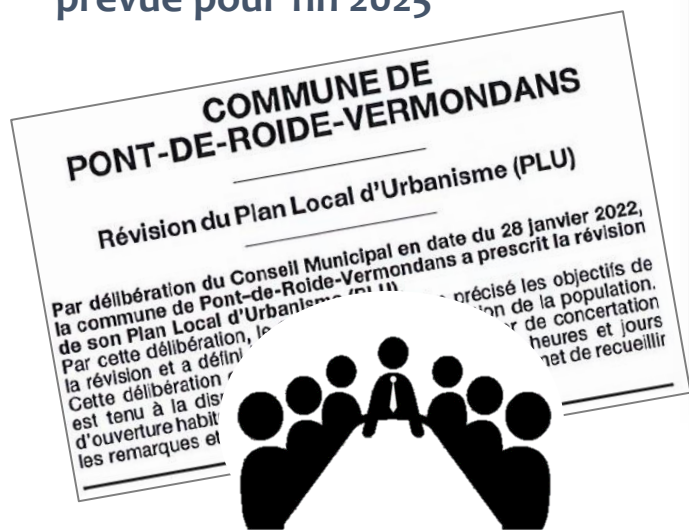 prévue pour fin 2025
COMMUNE DE
PONT-DE-ROIDE-VERMONDANS
Révision du Plan Local d'Urbanisme (PLU)
Par délibération du Conseil Municipal en date du 28 janvier 2022,
la commune de Pont-de-Roide-Vermondans a prescrit la révision
de son Plan Local d'Urbanisme (PLU).
Par cette délibération, le précisé les objectifs de
la révision et a défini on de la population.
Cette délibération r de concertation
est tenu à la dis heures et jours
d'ouverture habit met de recueillir
les remarques et